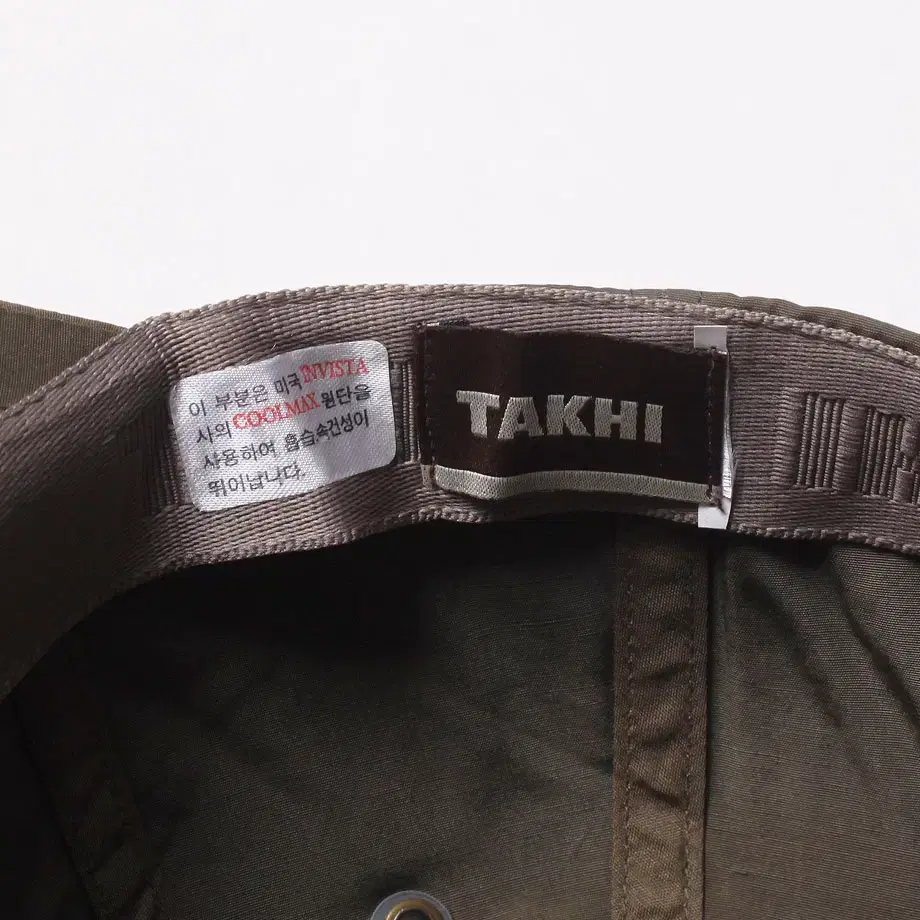 이 부분은 미국 INVISTA
사의 COOLMAX 원단을
사용하여 흡습속건성이
뛰어납니다.
TAKHI